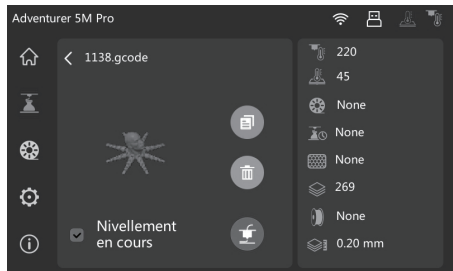 Adventurer 5M Pro
1138.gcode
Nivellement
en cours
220
45
None
None
None
269
None
0.20 mm